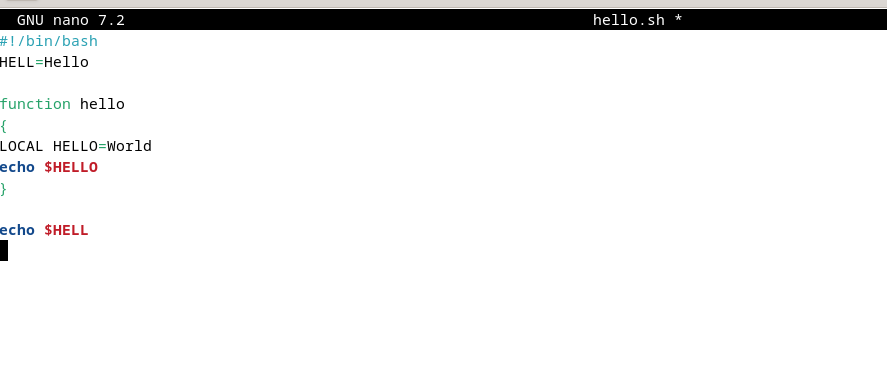 GNU nano 7.2 hello.sh *
#!/bin/bash
HELL=Hello
function hello
{
LOCAL HELLO=World
echo $HELLO
}
echo $HELL